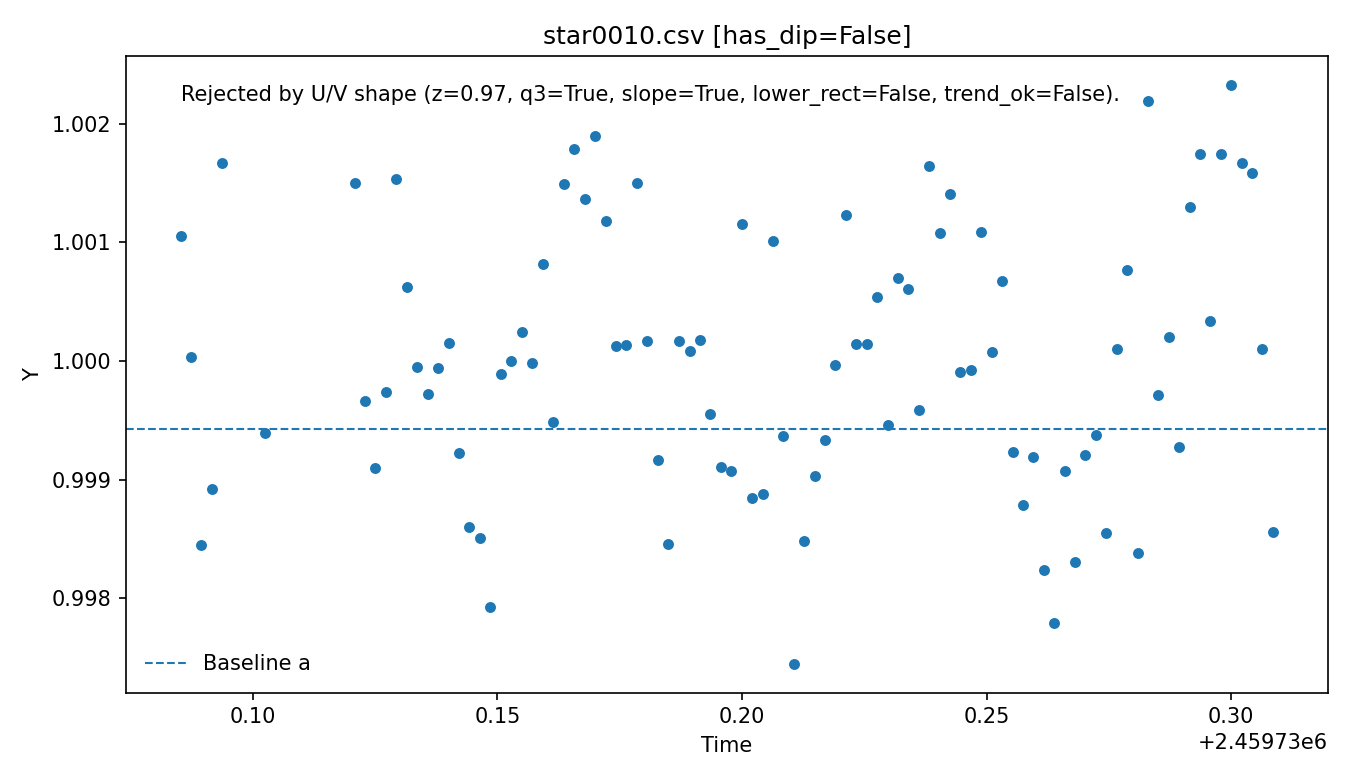 star0010.csv [has_dip=False]
Rejected by U/V shape (z=0.97, q3=True, slope=True, lower_rect=False, trend_ok=False).
1.002
1.001
1.000
0.999
0.998
Y
Baseline a
0.10 0.15 0.20 0.25 0.30
Time
+2.45973e6